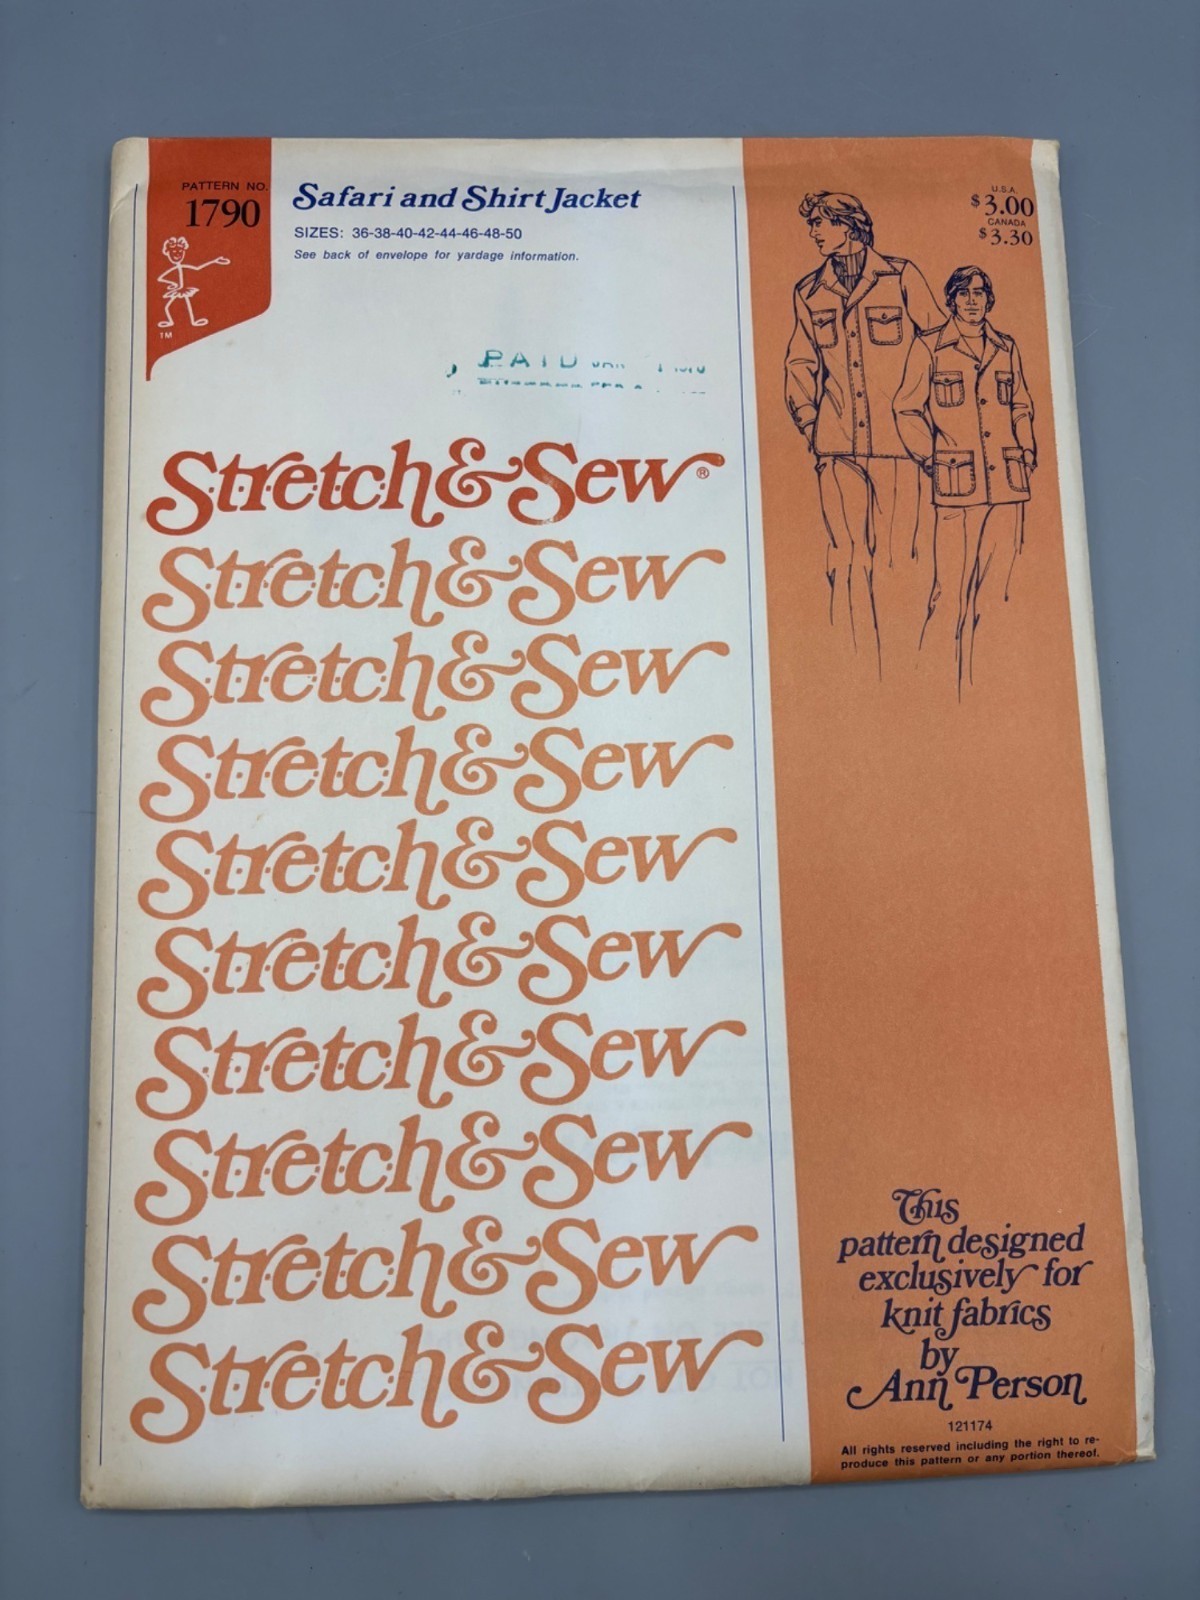 PATTERN NO.
1790
TM
Safari and Shirt Jacket
SIZES: 36-38-40-42-44-46-48-50
See back of envelope for yardage information.
U.S.A.
$3.00
CANADA
$3.30
PAID JAN
Stretch & Sew®
Stretch & Sew
Stretch & Sew
Stretch & Sew
Stretch & Sew
Stretch & Sew
Stretch & Sew
Stretch & Sew
Stretch & Sew
Stretch & Sew
This
pattern designed
exclusively for
knit fabrics
by
Ann Person
121174
All rights reserved including the right to re-
produce this pattern or any portion thereof.